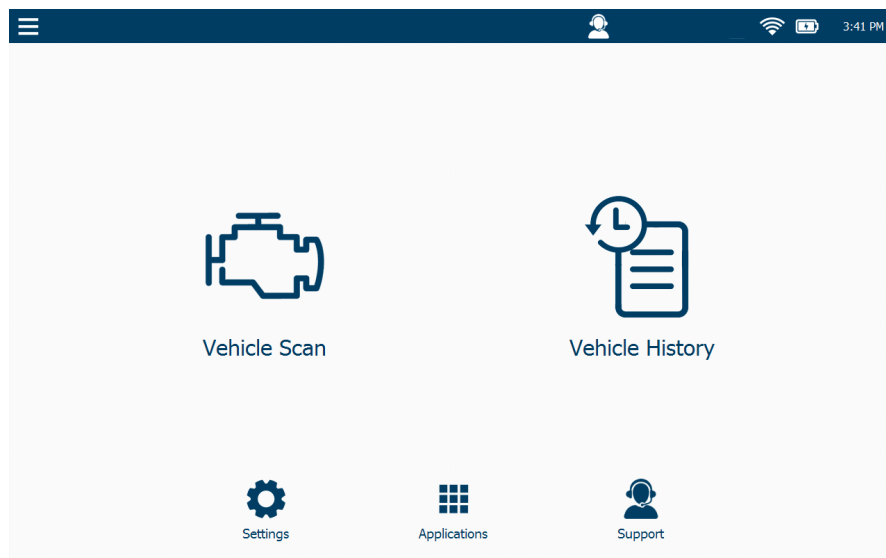 3:41 PM
Vehicle Scan
Vehicle History
Settings
Applications
Support